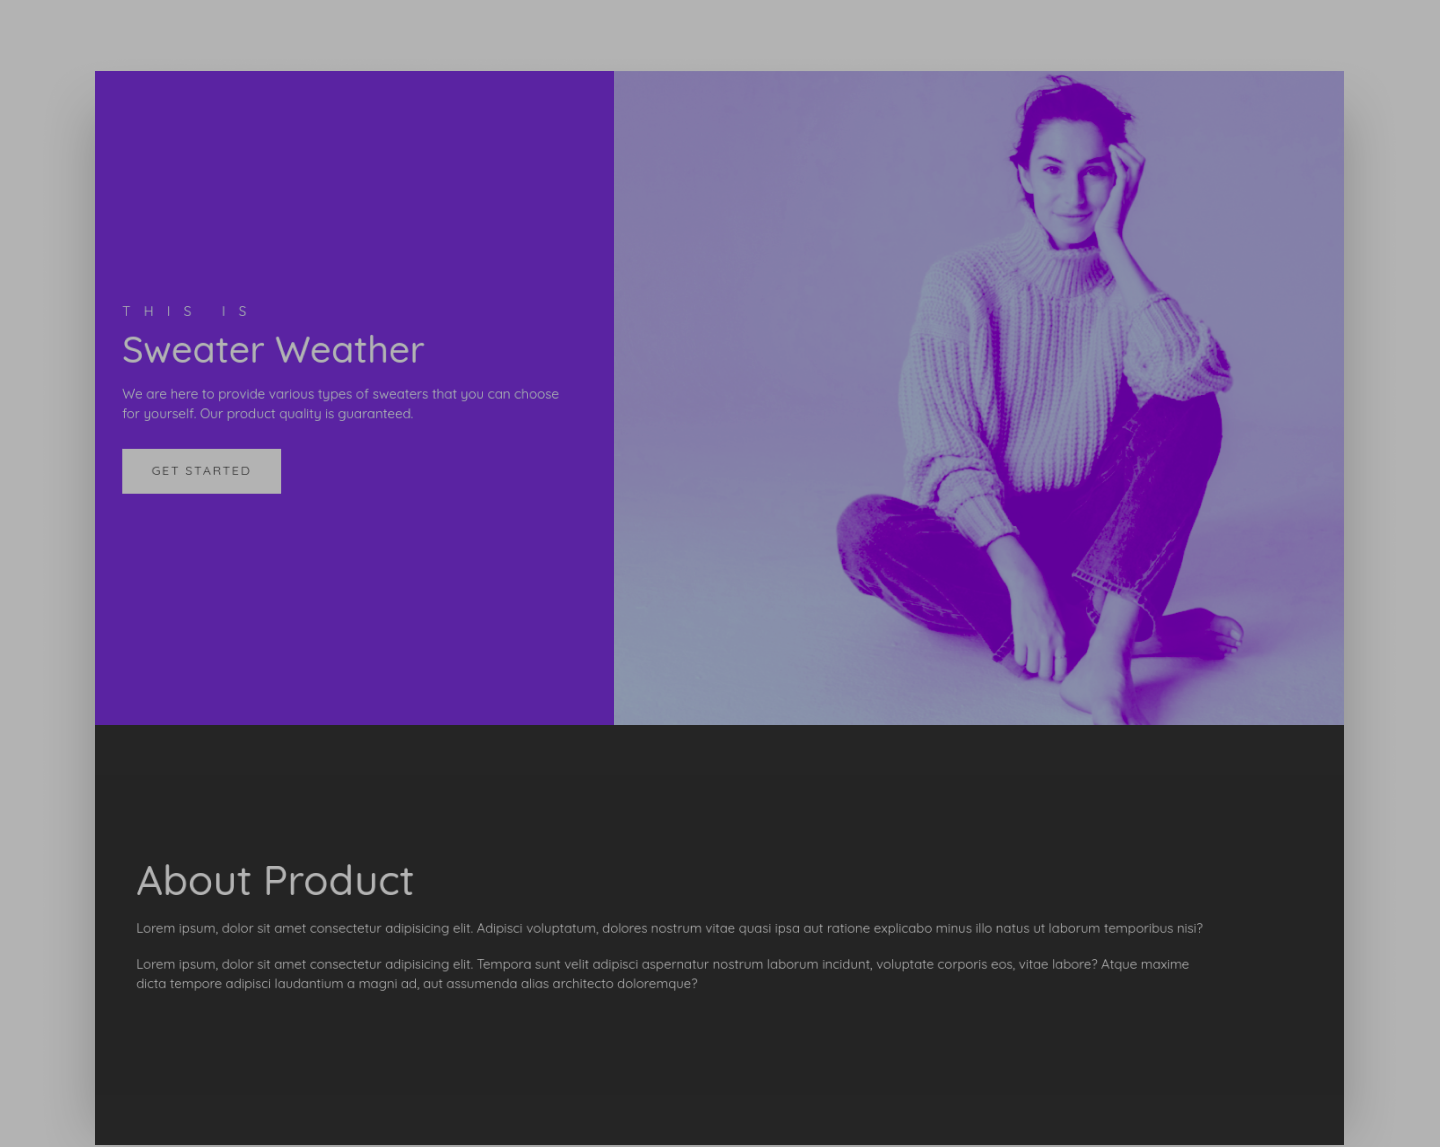 THIS IS
Sweater Weather
We are here to provide various types of sweaters that you can choose
for yourself. Our product quality is guaranteed.
GET STARTED
About Product
Lorem ipsum, dolor sit amet consectetur adipisicing elit. Adipisci voluptatum, dolores nostrum vitae quasi ipsa aut ratione explicabo minus illo natus ut laborum temporibus nisi?
Lorem ipsum, dolor sit amet consectetur adipisicing elit. Tempora sunt velit adipisci aspernatur nostrum laborum incidunt, voluptate corporis eos, vitae labore? Atque maxime
dicta tempore adipisci laudantium a magni ad, aut assumenda alias architecto doloremque?